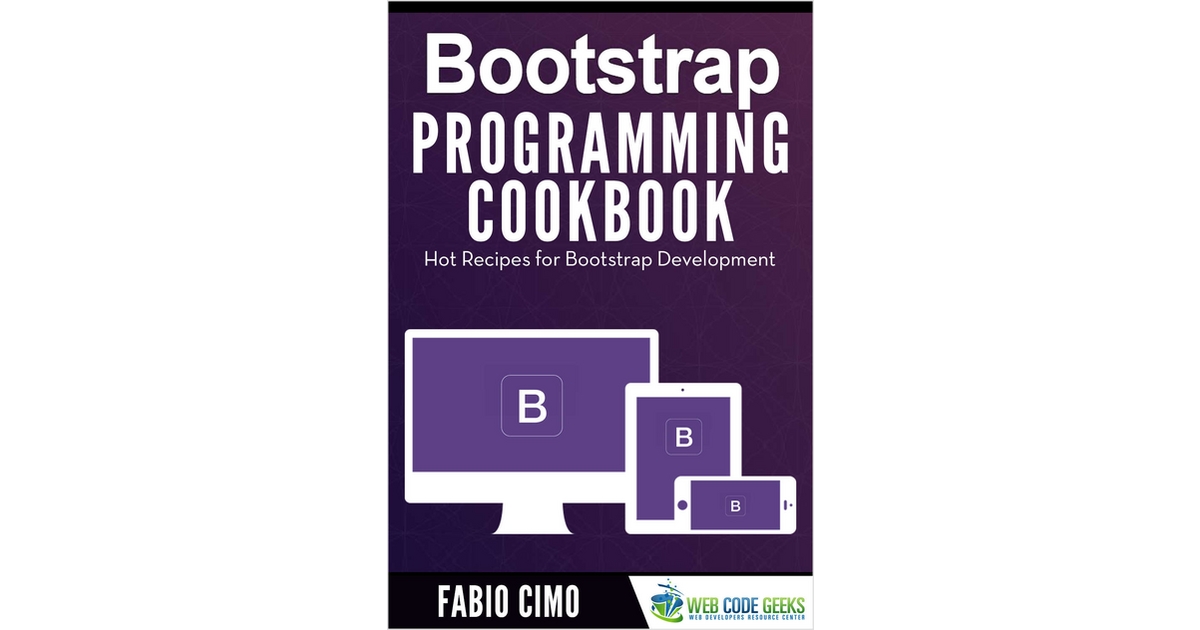 Bootstrap
PROGRAMMING
COOKBOOK
Hot Recipes for Bootstrap Development
B
B
B
FABIO CIMO
WEB CODE GEEKS
WEB DEVELOPERS RESOURCE CENTER